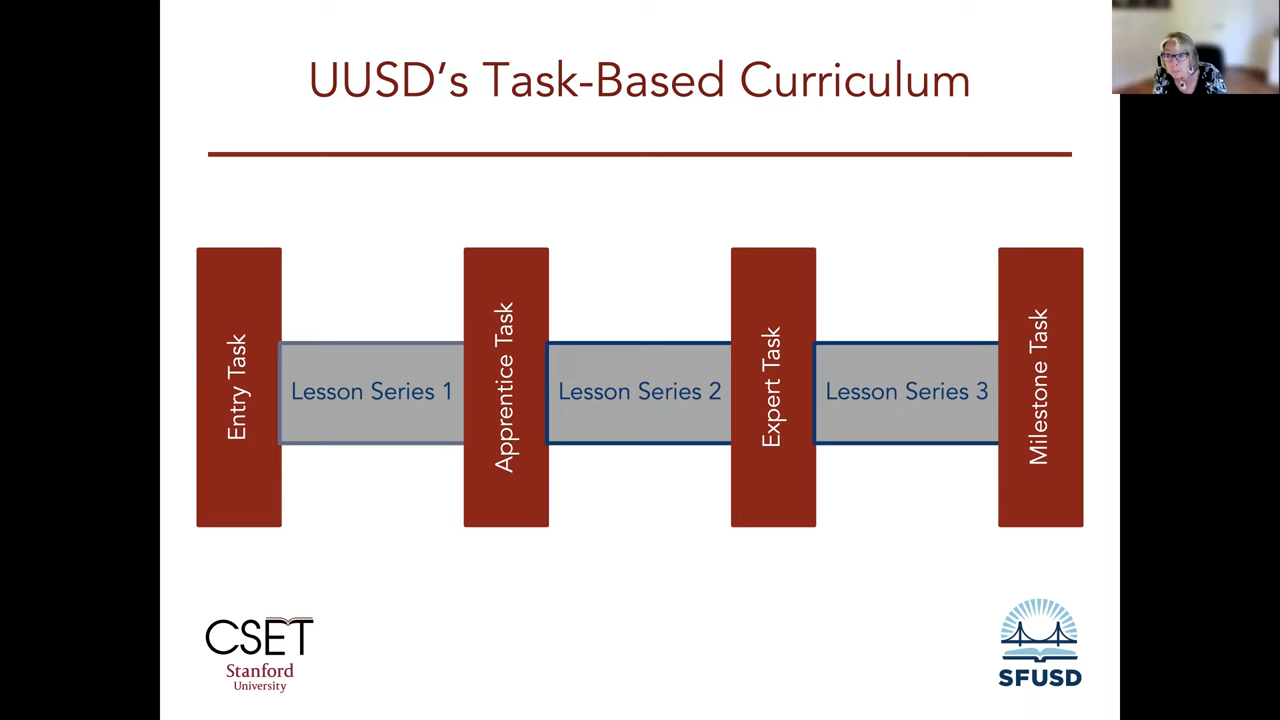 UUSD’s Task-Based Curriculum
Entry Task
Lesson Series 1
Apprentice Task
Lesson Series 2
Expert Task
Lesson Series 3
Milestone Task
CSET
Stanford
University
SFUSD